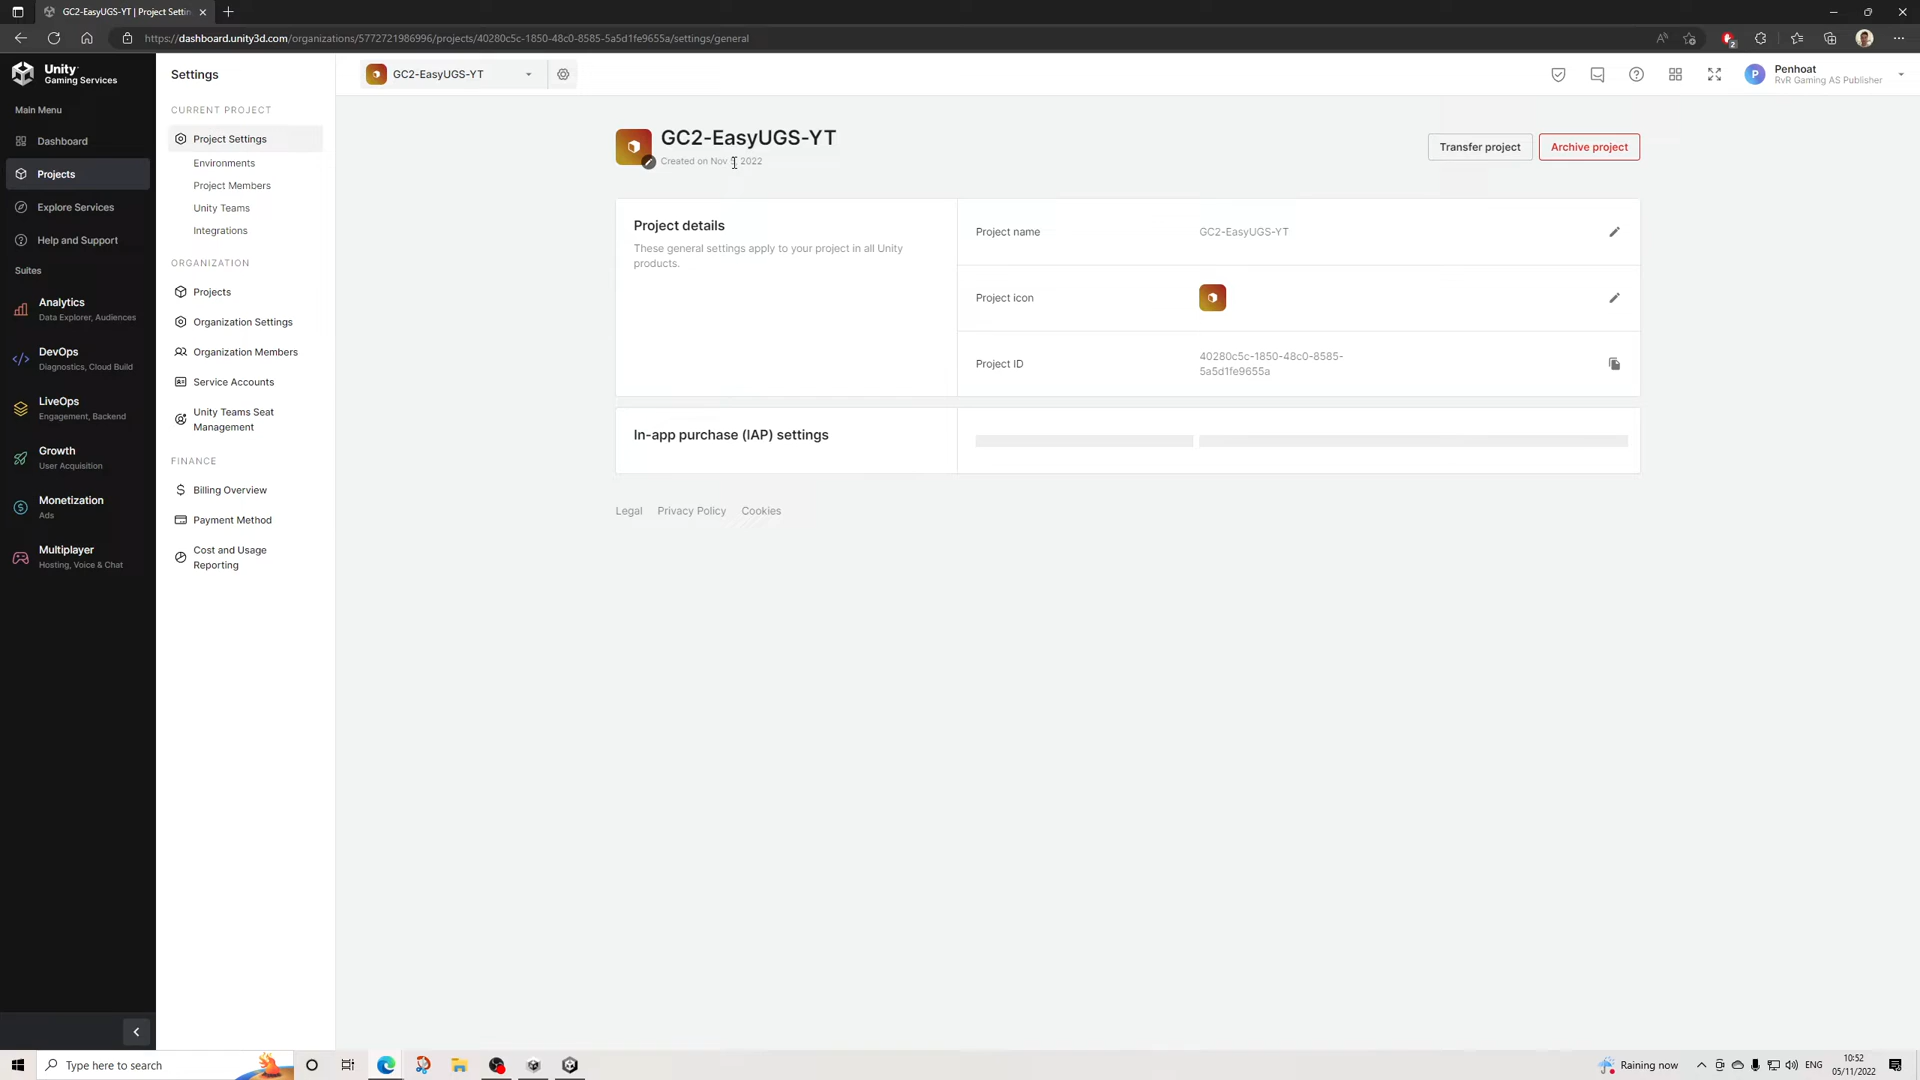 GC2-EasyUGS-YT | Project Settin
https://dashboard.unity3d.com/organizations/5772721986996/projects/40280c5c-1850-48c0-8585-5a5d1fe9655a/settings/general
2
Unity
Gaming Services
Main Menu
Dashboard
Projects
Explore Services
Help and Support
Suites
Analytics
Data Explorer, Audiences
DevOps
Diagnostics, Cloud Build
LiveOps
Engagement, Backend
Growth
User Acquisition
Monetization
Ads
Multiplayer
Hosting, Voice & Chat
Settings
CURRENT PROJECT
Project Settings
Environments
Project Members
Unity Teams
Integrations
ORGANIZATION
Projects
Organization Settings
Organization Members
Service Accounts
Unity Teams Seat
Management
FINANCE
Billing Overview
Payment Method
Cost and Usage
Reporting
GC2-EasyUGS-YT
P
Penhoat
RvR Gaming AS Publisher
GC2-EasyUGS-YT
Created on Nov 2022
Transfer project
Archive project
Project details
These general settings apply to your project in all Unity
products.
Project name
GC2-EasyUGS-YT
Project icon
Project ID
40280c5c-1850-48c0-8585-
5a5d1fe9655a
In-app purchase (IAP) settings
Legal
Privacy Policy
Cookies
Type here to search
Raining now
ENG
10:52
05/11/2022